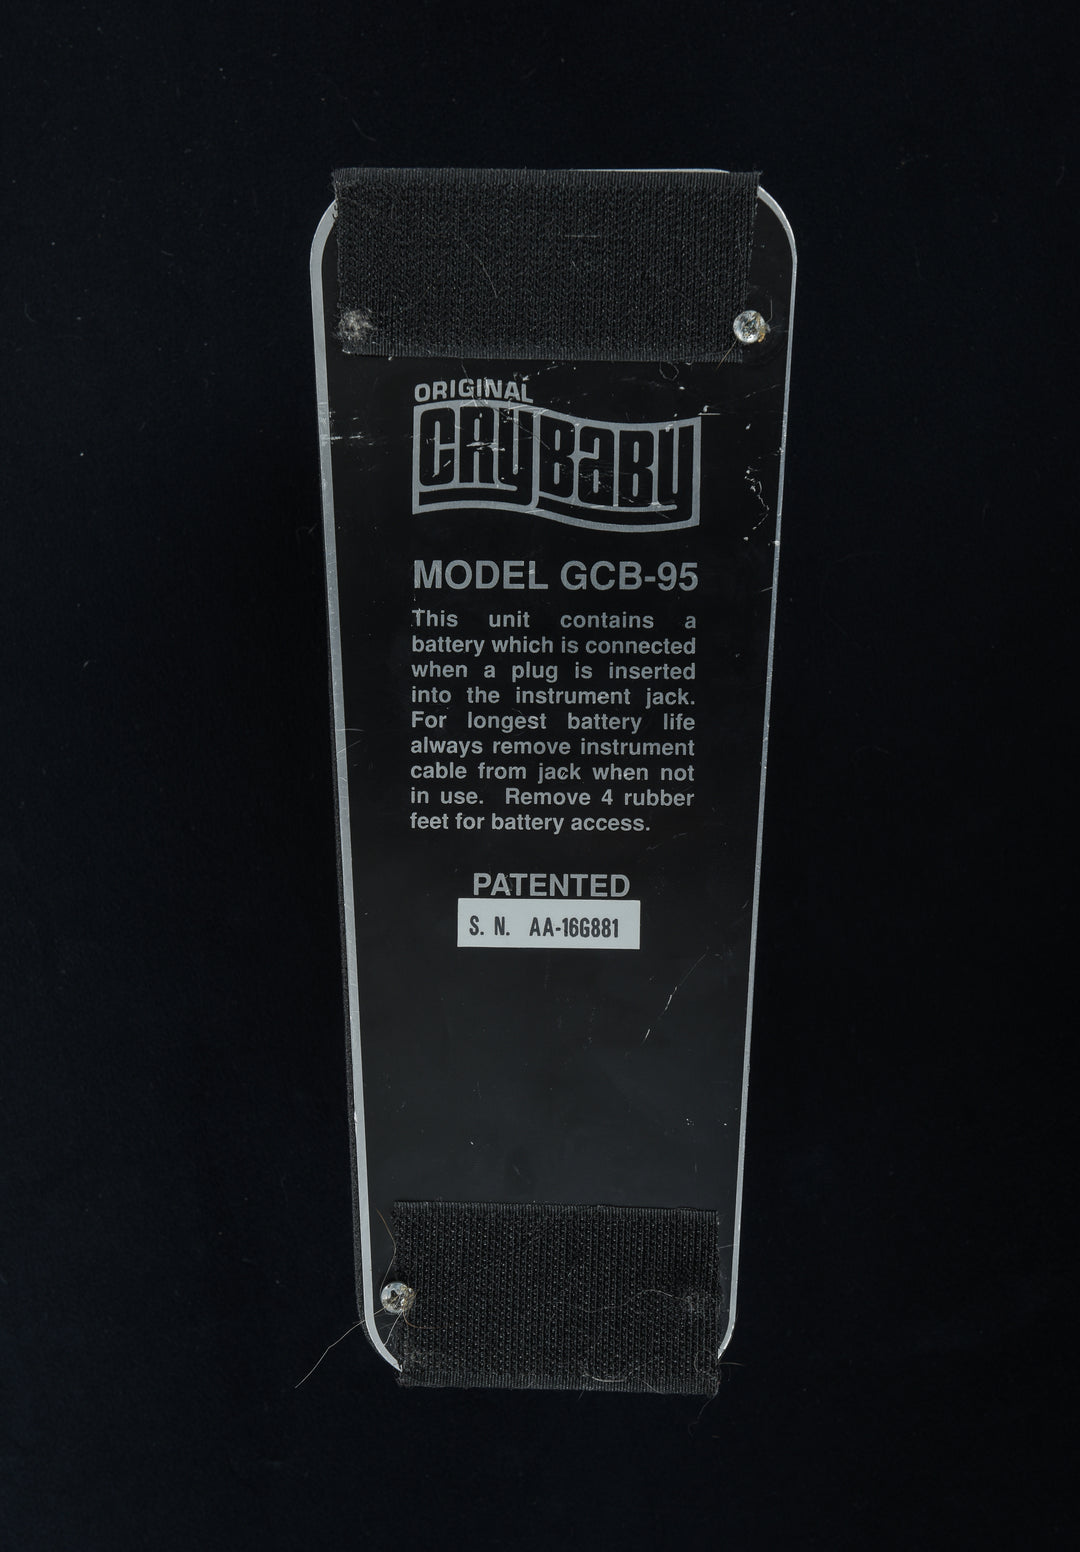 ORIGINAL
CRYBABY
MODEL GCB-95
This unit contains a
battery which is connected
when a plug is inserted
into the instrument jack.
For longest battery life
always remove instrument
cable from jack when not
in use. Remove 4 rubber
feet for battery access.
PATENTED
S. N. AA-16G881